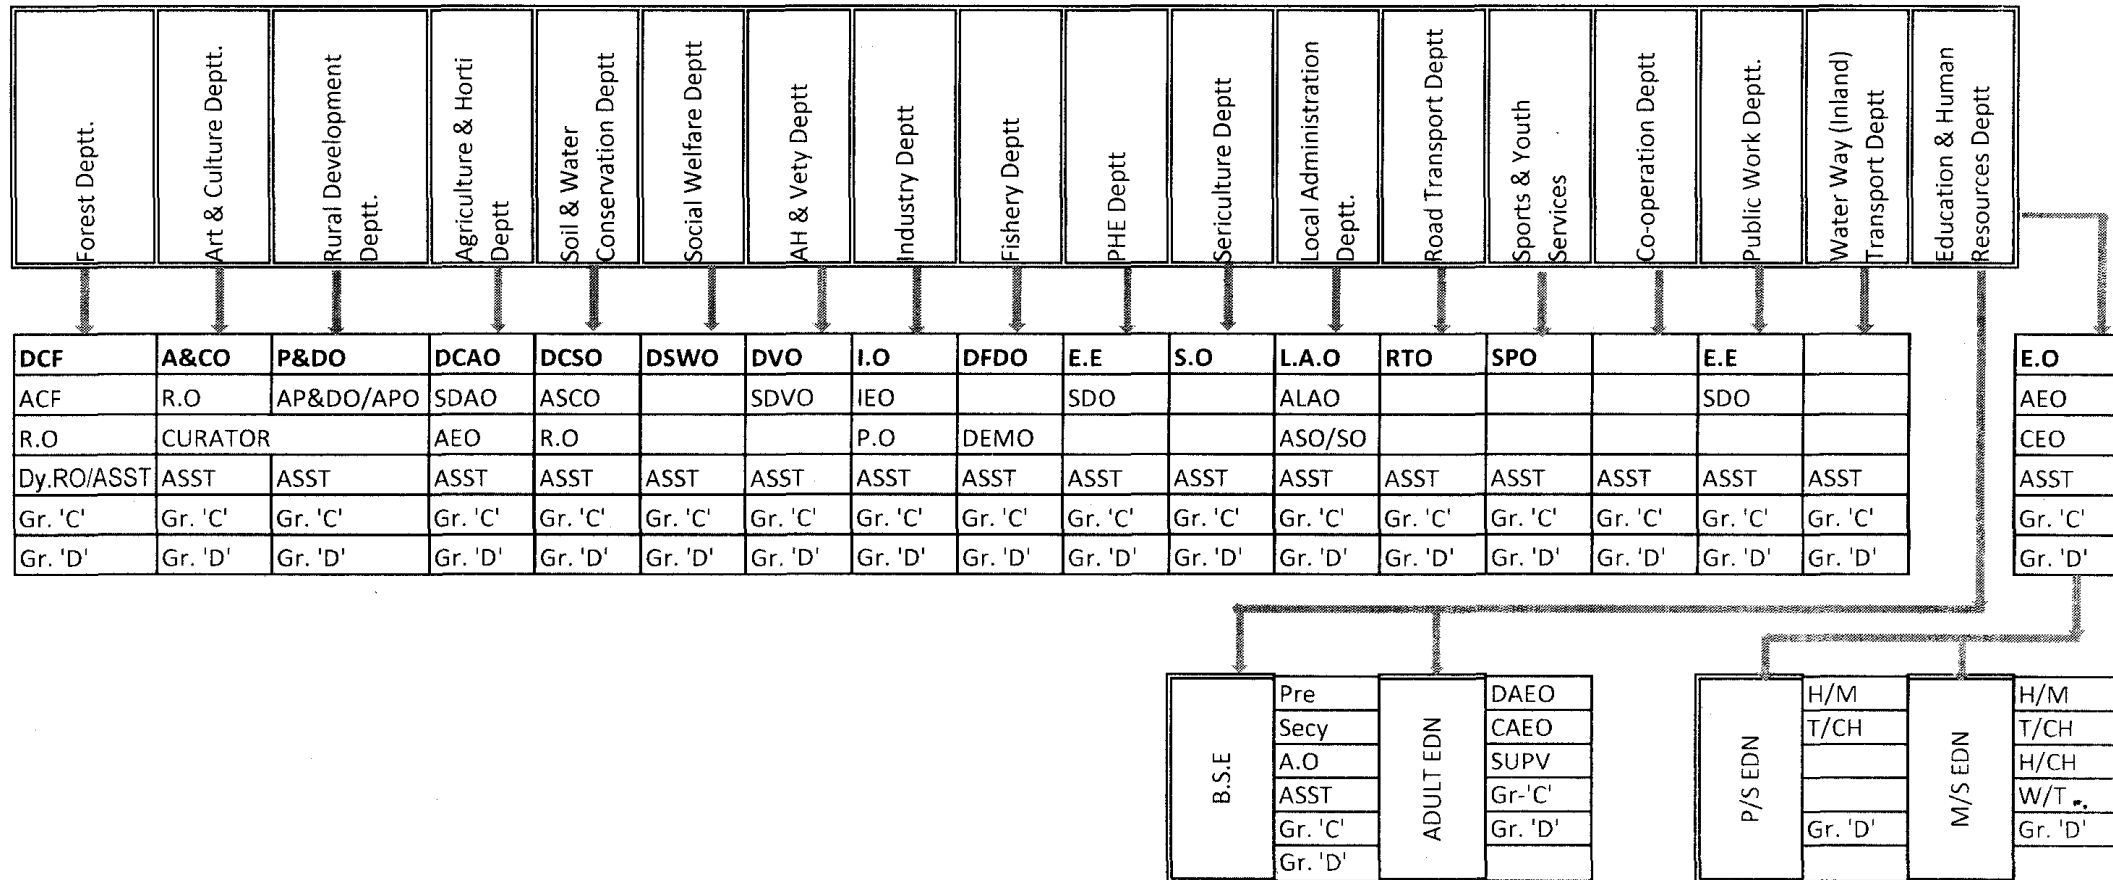 Forest Deptt.
Art & Culture Deptt.
Rural Development
Deptt.
Agriculture & Horti
Deptt
Soil & Water
Conservation Deptt
Social Welfare Deptt
AH & Vety Deptt
Industry Deptt
Fishery Deptt
PHE Deptt
Sericulture Deptt
Local Administration
Deptt.
Road Transport Deptt
Sports & Youth
Services
Co-operation Deptt
Public Work Deptt.
Water Way (Inland)
Transport Deptt
Education & Human
Resources Deptt
DCF A&CO P&DO DCAO DCSO DSWO DVO I.O DFDO E.E S.O L.A.O RTO SPO E.E E.O
ACF R.O AP&DO/APO SDAO ASCO SDVO IEO SDO ALAO SDO AEO
R.O CURATOR AEO R.O P.O DEMO ASO/SO CEO
Dy.RO/ASST ASST ASST ASST ASST ASST ASST ASST ASST ASST ASST ASST ASST ASST ASST ASST ASST ASST
Gr. 'C' Gr. 'C' Gr. 'C' Gr. 'C' Gr. 'C' Gr. 'C' Gr. 'C' Gr. 'C' Gr. 'C' Gr. 'C' Gr. 'C' Gr. 'C' Gr. 'C' Gr. 'C' Gr. 'C' Gr. 'C' Gr. 'C' Gr. 'C'
Gr. 'D' Gr. 'D' Gr. 'D' Gr. 'D' Gr. 'D' Gr. 'D' Gr. 'D' Gr. 'D' Gr. 'D' Gr. 'D' Gr. 'D' Gr. 'D' Gr. 'D' Gr. 'D' Gr. 'D' Gr. 'D' Gr. 'D' Gr. 'D'
B.S.E
Pre
Secy
A.O
ASST
Gr. 'C'
Gr. 'D'
ADULT EDN
DAEO
CAEO
SUPV
Gr-'C'
Gr. 'D'
P/S EDN
H/M
T/CH
Gr. 'D'
M/S EDN
H/M
T/CH
H/CH
W/T
Gr. 'D'